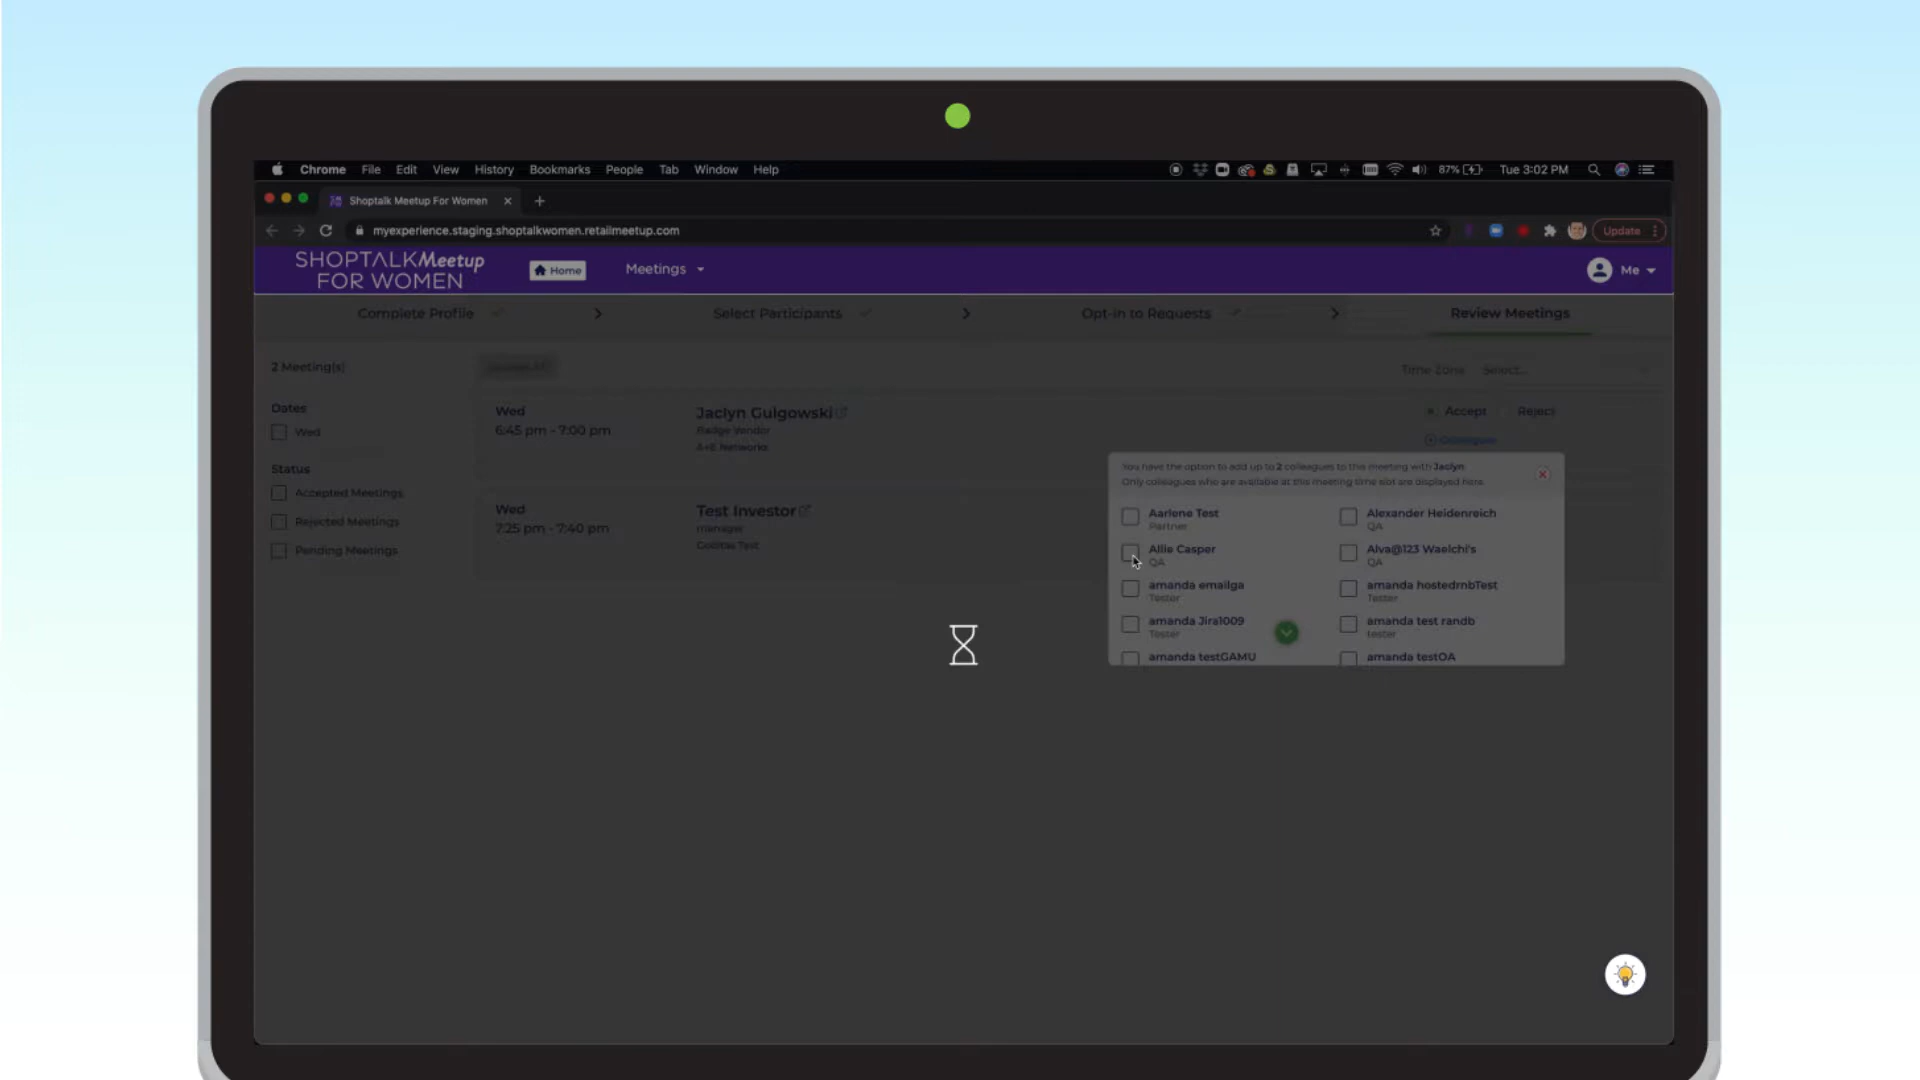 Chrome File Edit View History Bookmarks People Tab Window Help 87% Tue 3:02 PM
Shoptalk Meetup For Women
myexperience.staging.shoptalkwomen.retailmeetup.com Update
SHOPTALK Meetup
FOR WOMEN
Home Meetings Me
Complete Profile Select Participants Opt-in to Requests Review Meetings
2 Meeting(s) Time Zone Select...
Dates
Wed
Status
Accepted Meetings
Rejected Meetings
Pending Meetings
Wed Jaclyn Gulgowski Accept Reject
6:45 pm - 7:00 pm Badge Vendor
A+E Networks
Colleagues
Wed Test Investor
7:25 pm - 7:40 pm manager
You have the option to add up to 2 colleagues to this meeting with Jaclyn
Only colleagues who are available at this meeting time slot are displayed here.
Aarlene Test Alexander Heidenreich
Partner QA
Allie Casper Alva@123 Waelchi's
QA QA
amanda emailga amanda hostedrnbTest
Tester Tester
amanda Jira1009 amanda test randb
Tester tester
amanda testGAMU amanda testOA